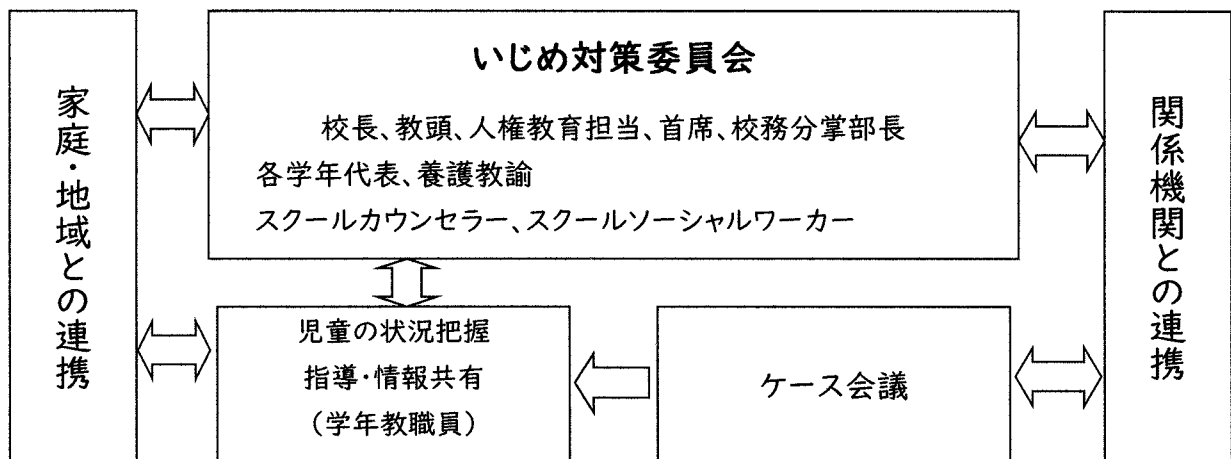 家庭・地域との連携
いじめ対策委員会
校長、教頭、人権教育担当、首席、校務分掌部長
各学年代表、養護教諭
スクールカウンセラー、スクールソーシャルワーカー
関係機関との連携
児童の状況把握
指導・情報共有
（学年教職員）
ケース会議